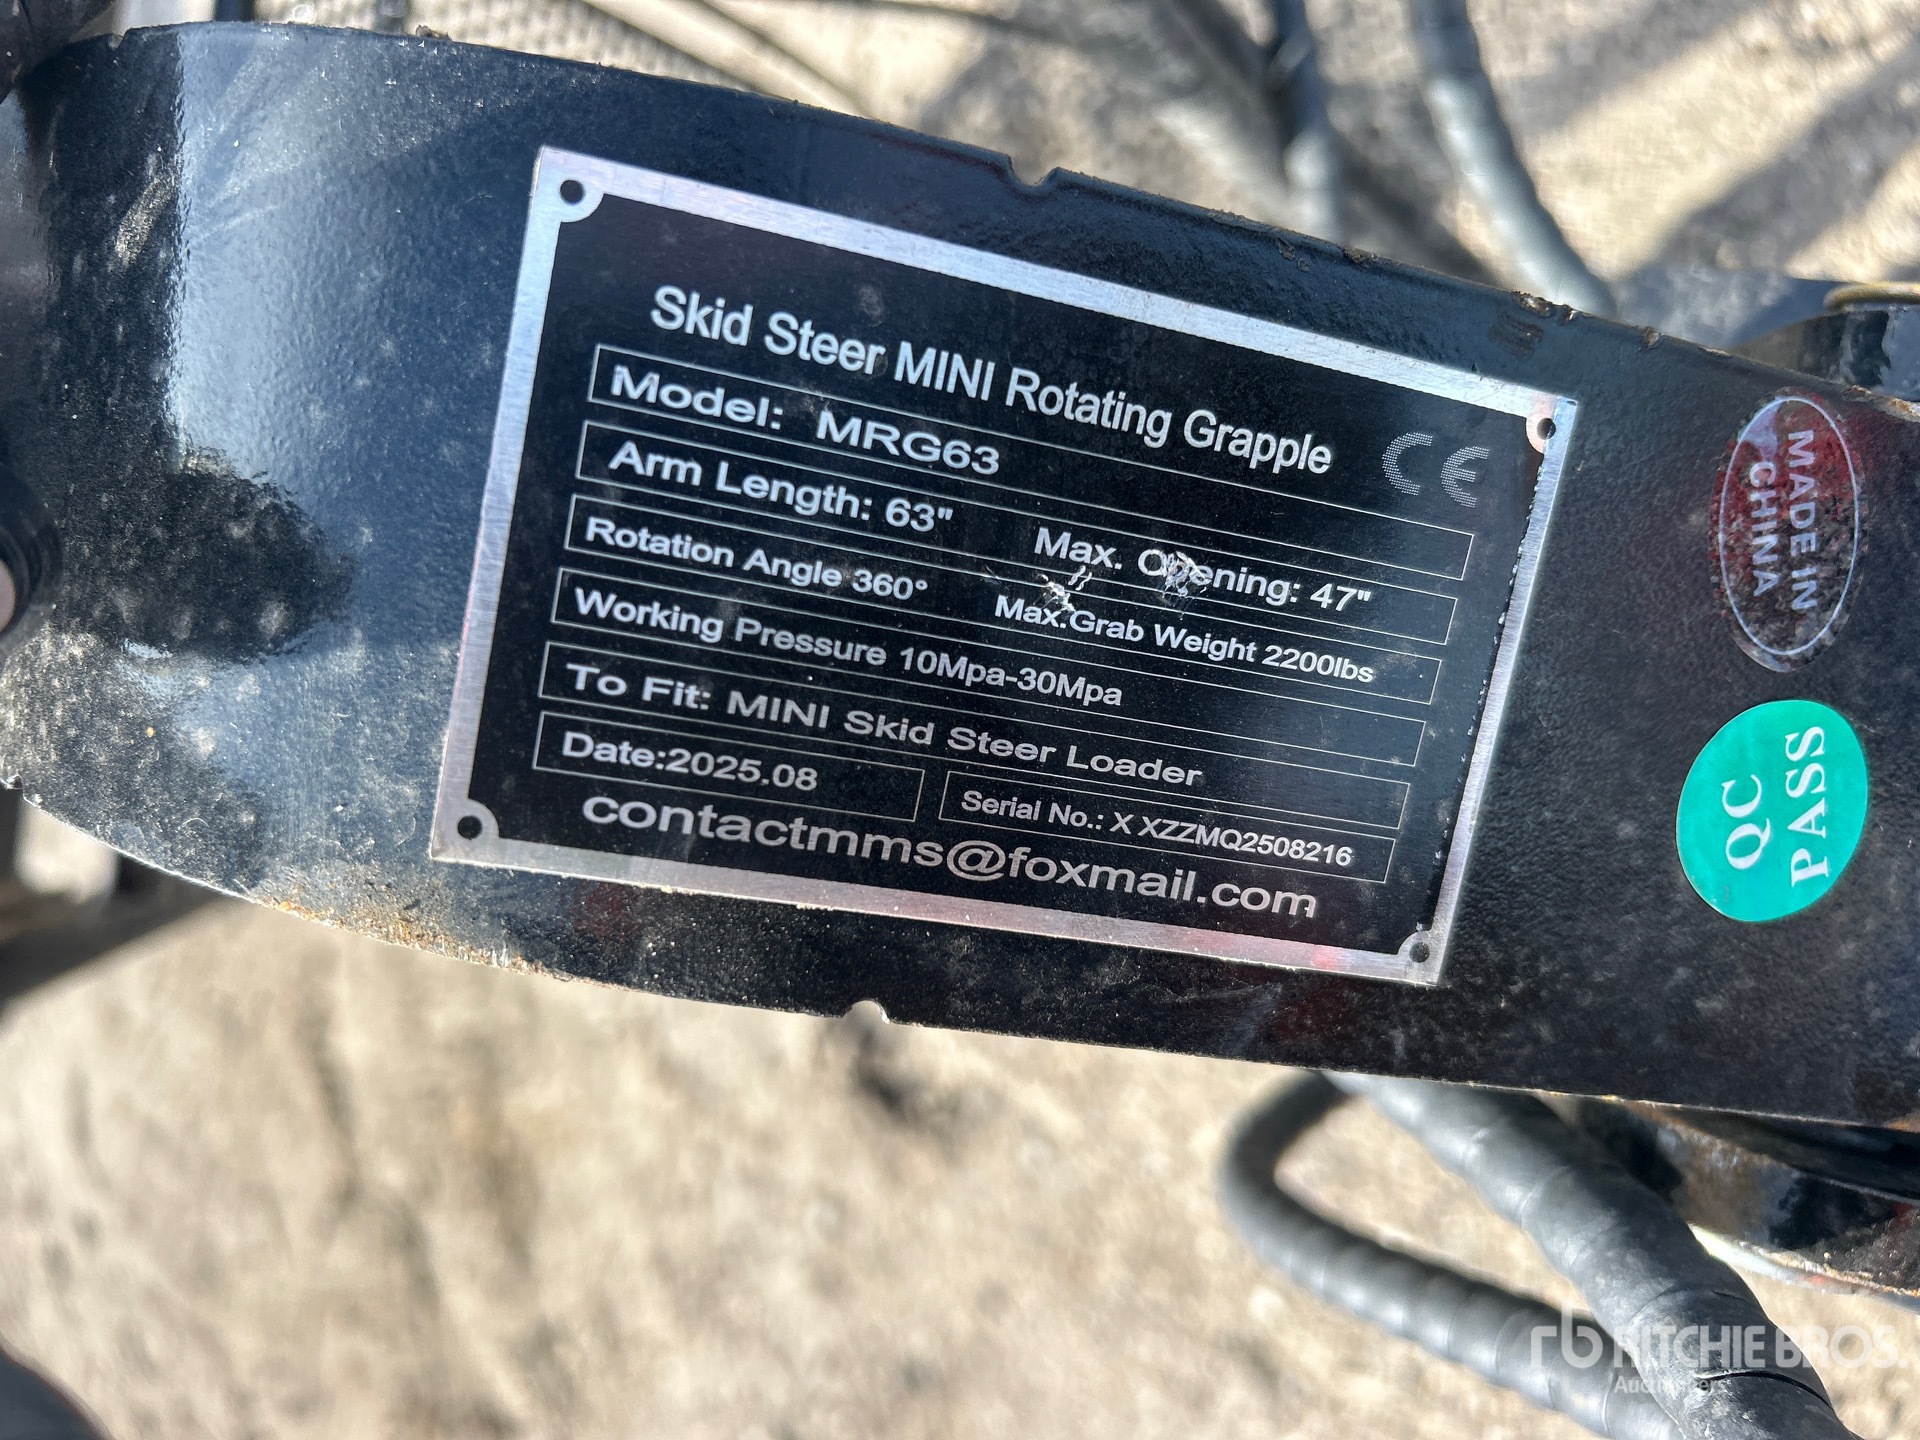 Skid Steer MINI Rotating Grapple
CE
Model: MRG63
Arm Length: 63" Max. Opening: 47"
Rotation Angle 360° Max.Grab Weight 2200lbs
Working Pressure 10Mpa-30Mpa
To Fit: MINI Skid Steer Loader
Date:2025.08 Serial No.: X XZZMQ2508216
contactmms@foxmail.com
MADE IN
CHINA
QC
PASS
rb RITCHIE BROS.
Auctioneers